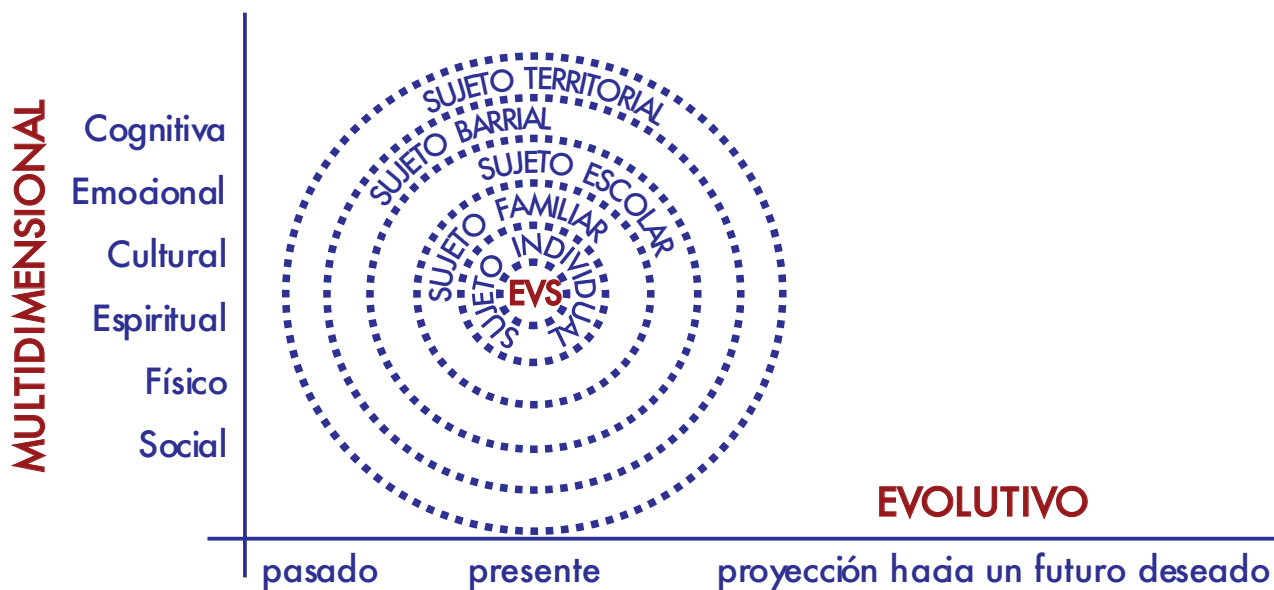 MULTIDIMENSIONAL
Cognitiva
Emocional
Cultural
Espiritual
Físico
Social
SUJETO TERRITORIAL
SUJETO BARRIAL
SUJETO ESCOLAR
SUJETO FAMILIAR
SUJETO INDIVIDUAL
EVS
EVOLUTIVO
pasado presente proyección hacia un futuro deseado